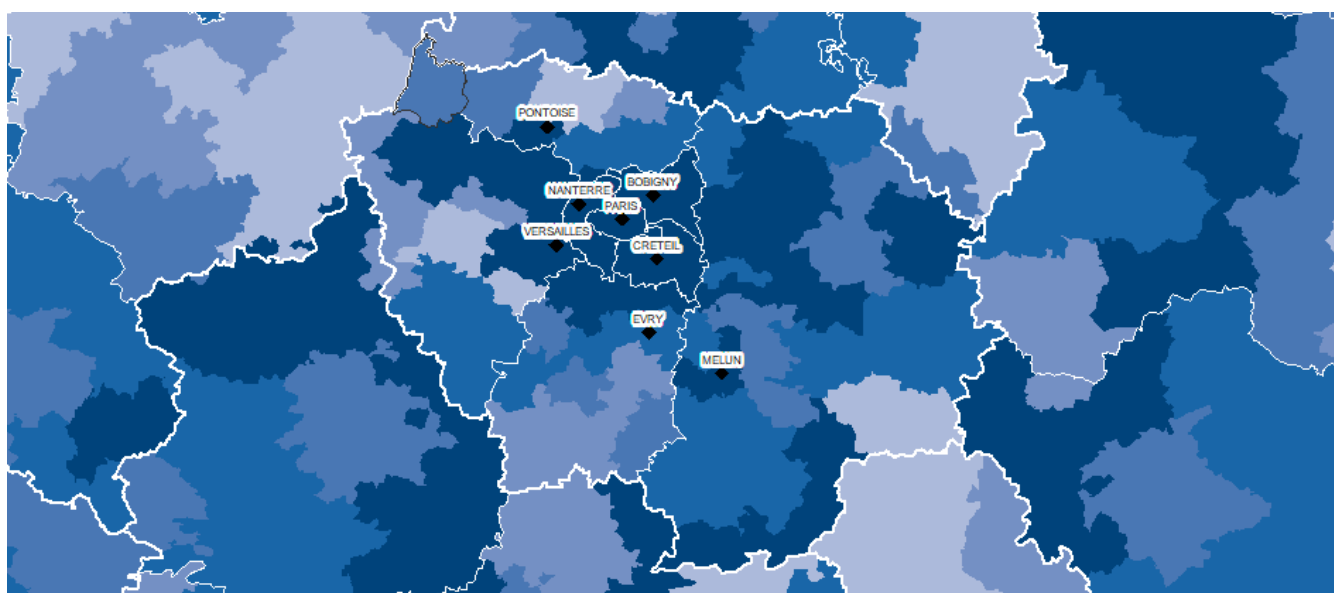 PONTOISE
BOBIGNY
NANTERRE
PARIS
VERSAILLES
CRETEIL
EVRY
MELUN